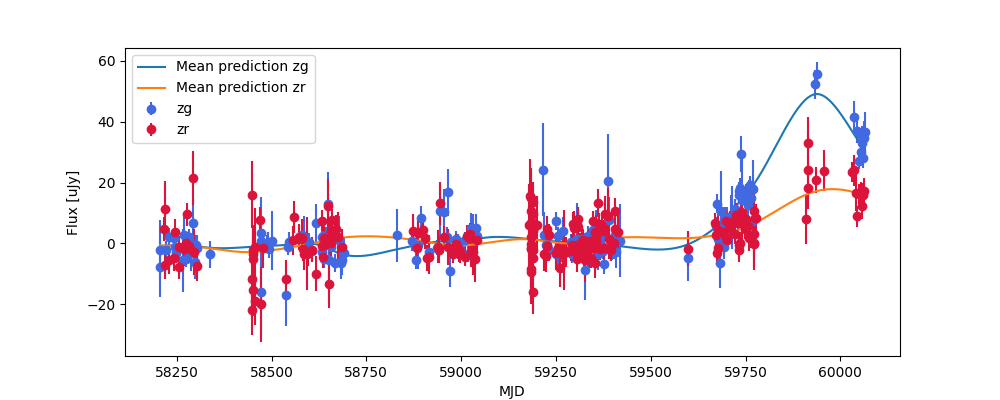 60
40
20
0
−20
Flux [uJy]
Mean prediction zg
Mean prediction zr
zg
zr
58250 58500 58750 59000 59250 59500 59750 60000
MJD